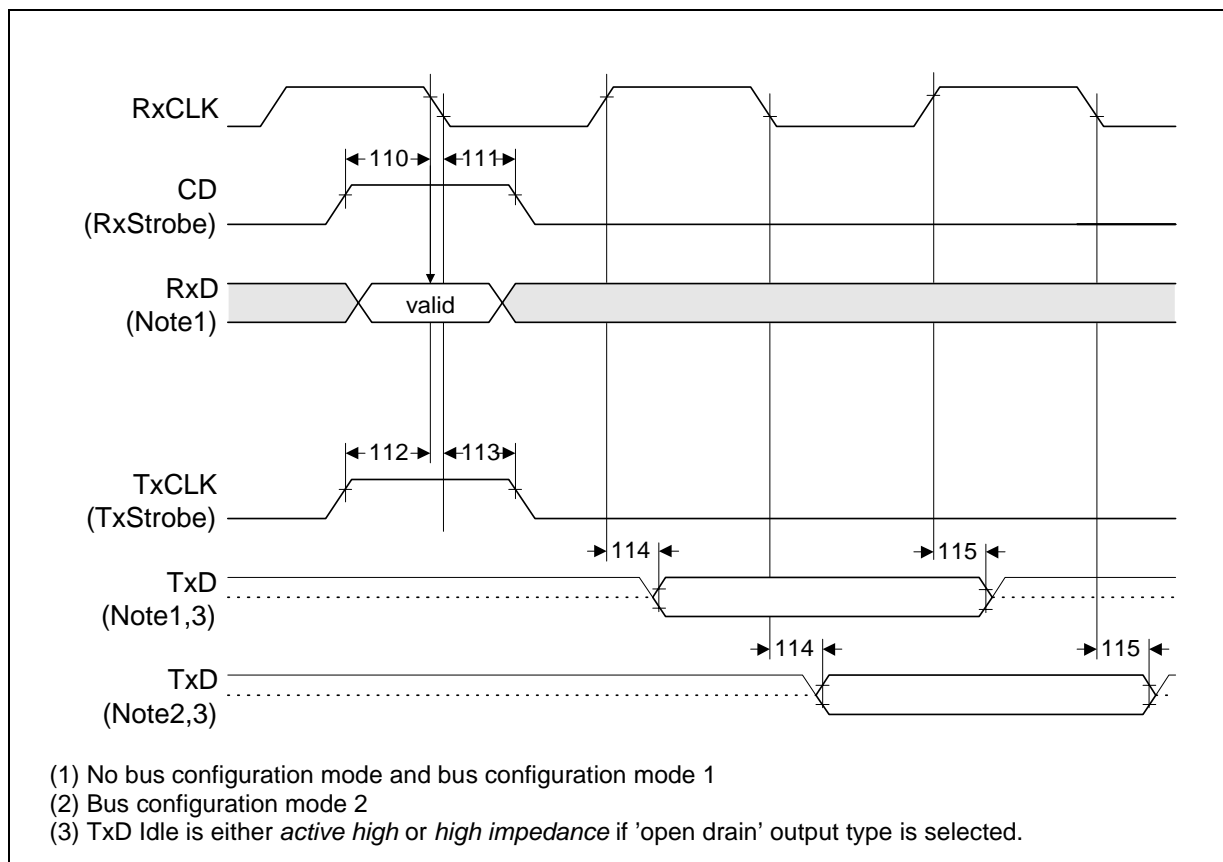 RxCLK
110 111
CD
(RxStrobe)
RxD
(Note1)
valid
112 113
TxCLK
(TxStrobe)
114 115
TxD
(Note1,3)
114 115
TxD
(Note2,3)
(1) No bus configuration mode and bus configuration mode 1
(2) Bus configuration mode 2
(3) TxD Idle is either active high or high impedance if 'open drain' output type is selected.